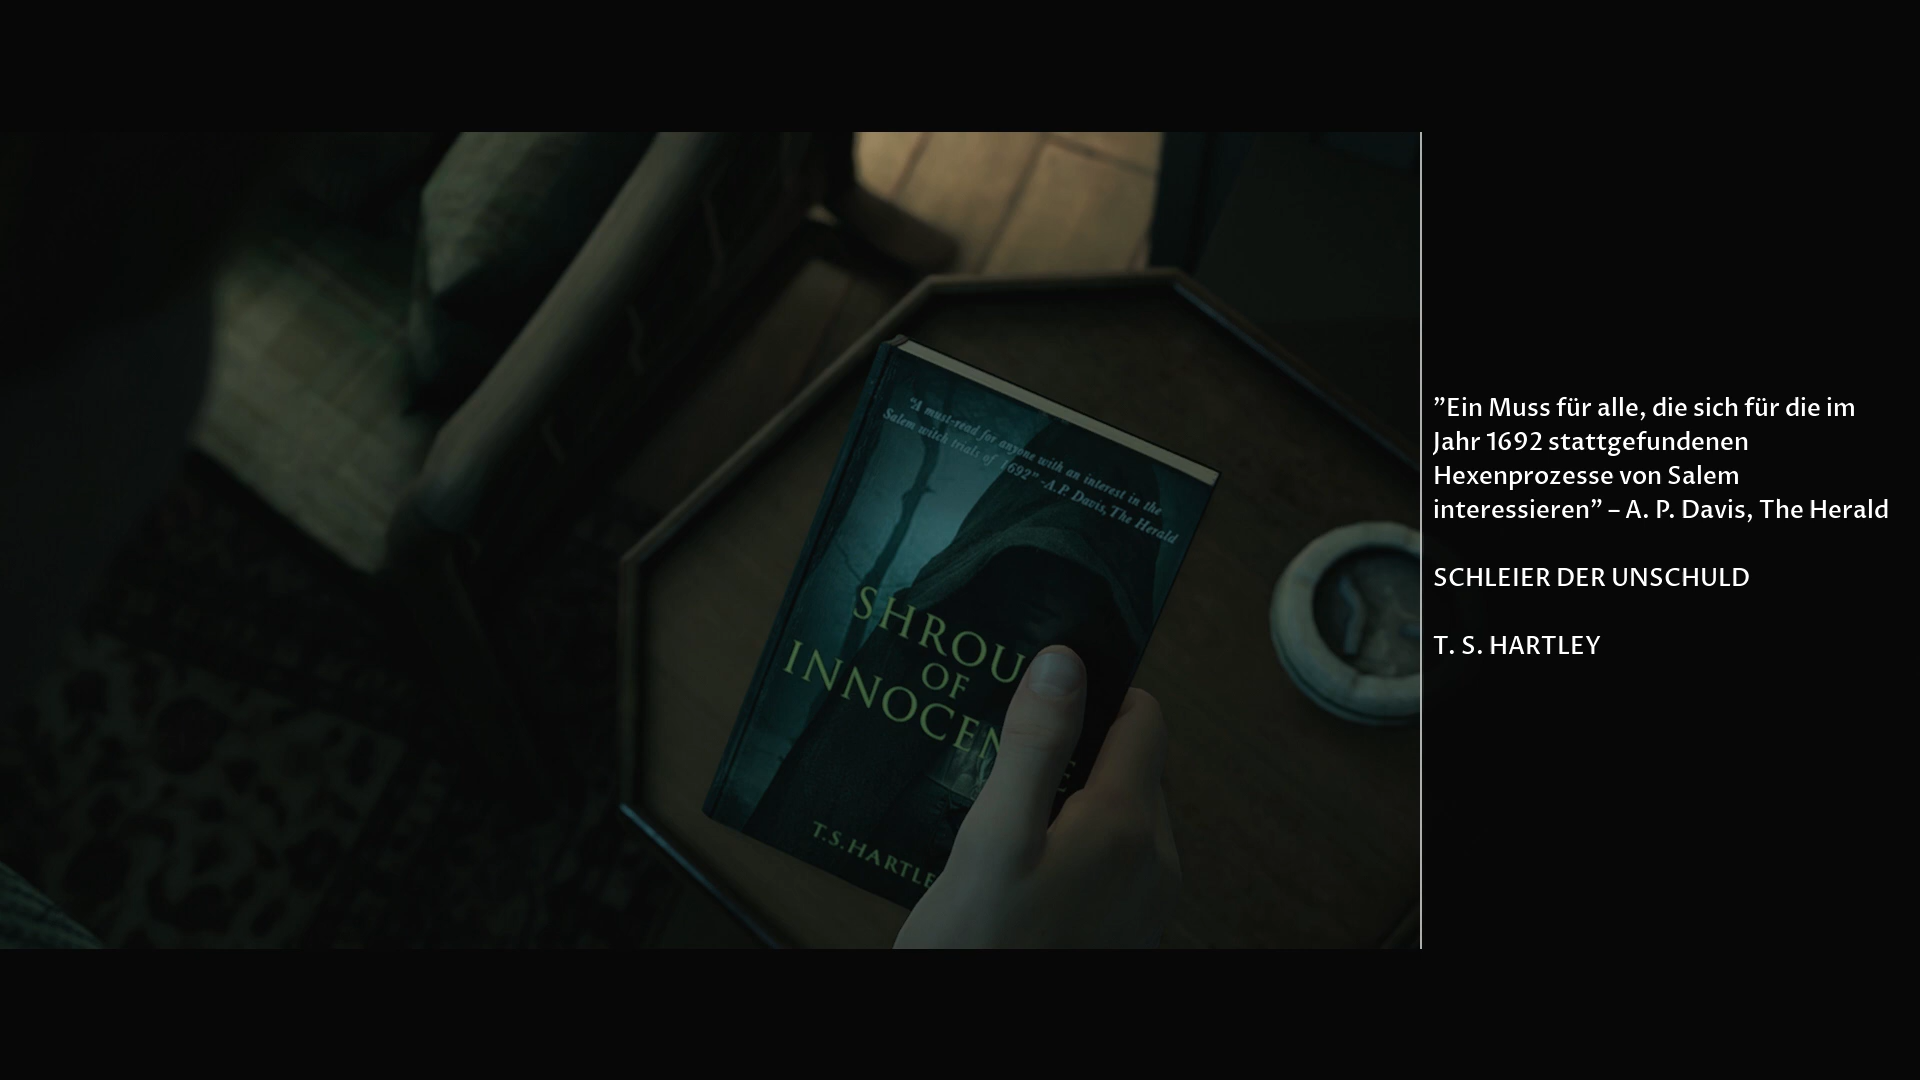 “A must-read for anyone with an interest in the
Salem witch trials of 1692” -A.P. Davis, The Herald
SHROU
OF
INNOCEN E
T.S. HARTLE
”Ein Muss für alle, die sich für die im
Jahr 1692 stattgefundenen
Hexenprozesse von Salem
interessieren” – A. P. Davis, The Herald
SCHLEIER DER UNSCHULD
T. S. HARTLEY